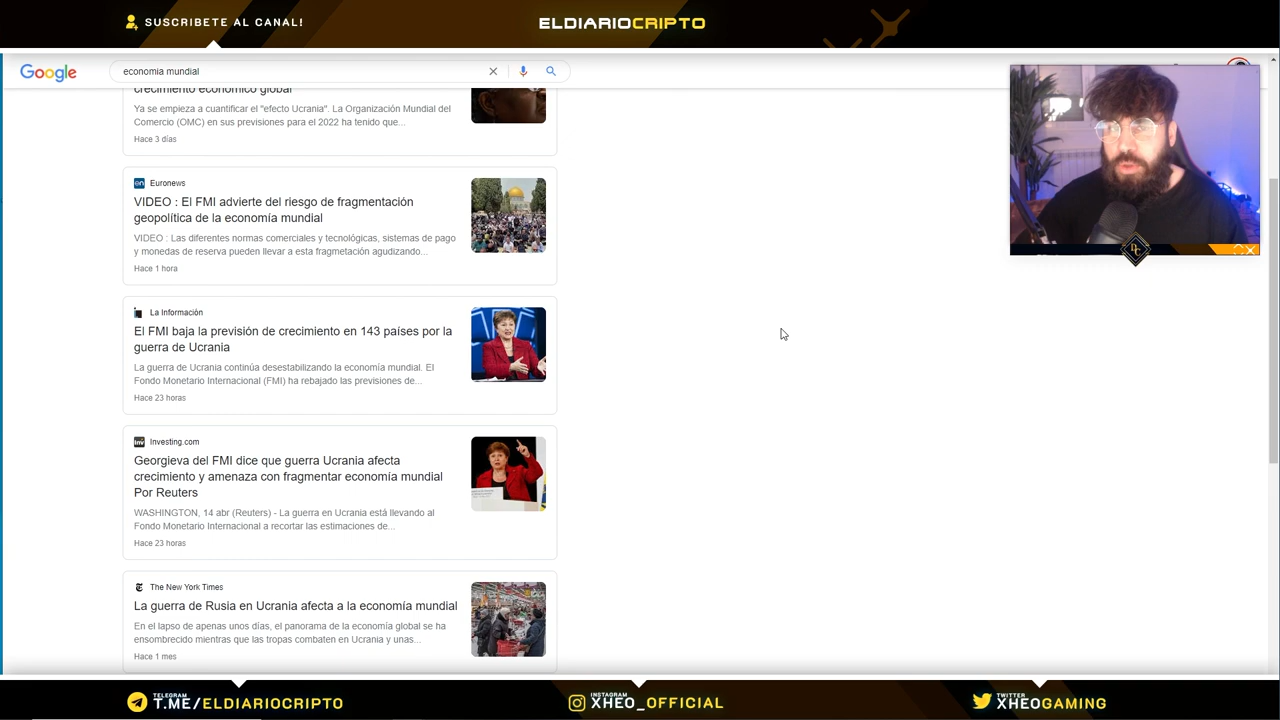 SUSCRIBETE AL CANAL!
ELDIARIOCRIPTO
Google
economia mundial
crecimiento económico global
Ya se empieza a cuantificar el "efecto Ucrania". La Organización Mundial del
Comercio (OMC) en sus previsiones para el 2022 ha tenido que...
Hace 3 días
en Euronews
VIDEO : El FMI advierte del riesgo de fragmentación
geopolítica de la economía mundial
VIDEO : Las diferentes normas comerciales y tecnológicas, sistemas de pago
y monedas de reserva pueden llevar a esta fragmetación agudizando...
Hace 1 hora
La Información
El FMI baja la previsión de crecimiento en 143 países por la
guerra de Ucrania
La guerra de Ucrania continúa desestabilizando la economía mundial. El
Fondo Monetario Internacional (FMI) ha rebajado las previsiones de...
Hace 23 horas
Inv Investing.com
Georgieva del FMI dice que guerra Ucrania afecta
crecimiento y amenaza con fragmentar economía mundial
Por Reuters
WASHINGTON, 14 abr (Reuters) - La guerra en Ucrania está llevando al
Fondo Monetario Internacional a recortar las estimaciones de...
Hace 23 horas
The New York Times
La guerra de Rusia en Ucrania afecta a la economía mundial
En el lapso de apenas unos días, el panorama de la economía global se ha
ensombrecido mientras que las tropas combaten en Ucrania y unas...
Hace 1 mes
DC
TELEGRAM
T.ME/ELDIARIOCRIPTO
INSTAGRAM
XHEO_OFFICIAL
TWITTER
XHEOGAMING